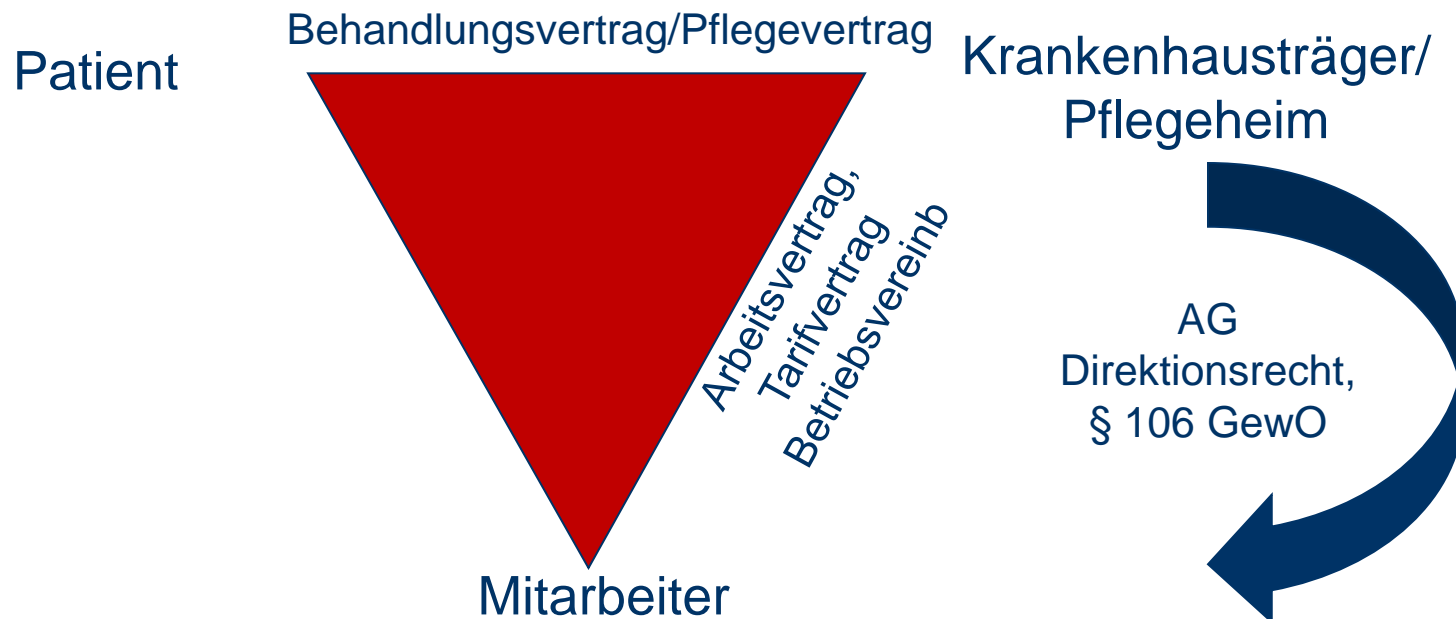 Behandlungsvertrag/Pflegevertrag
Patient
Krankenhausträger/
Pflegeheim
Arbeitsvertrag,
Tarifvertrag
Betriebsvereinb
AG
Direktionsrecht,
§ 106 GewO
Mitarbeiter